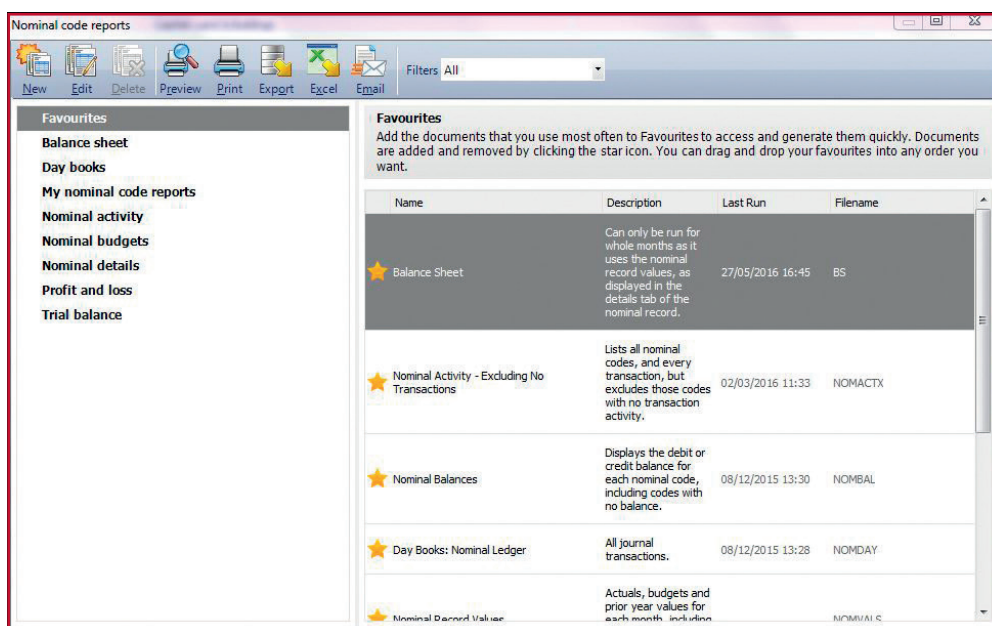 Nominal code reports
New Edit Delete Preview Print Export Excel Email Filters All
Favourites
Balance sheet
Day books
My nominal code reports
Nominal activity
Nominal budgets
Nominal details
Profit and loss
Trial balance
Favourites
Add the documents that you use most often to Favourites to access and generate them quickly. Documents
are added and removed by clicking the star icon. You can drag and drop your favourites into any order you
want.
Name Description Last Run Filename
Balance Sheet
Can only be run for
whole months as it
uses the nominal
record values, as
displayed in the
details tab of the
nominal record.
27/05/2016 16:45 BS
Nominal Activity - Excluding No
Transactions
Lists all nominal
codes, and every
transaction, but
excludes those codes
with no transaction
activity.
02/03/2016 11:33 NOMACTX
Nominal Balances
Displays the debit or
credit balance for
each nominal code,
including codes with
no balance.
08/12/2015 13:30 NOMBAL
Day Books: Nominal Ledger
All journal
transactions.
08/12/2015 13:28 NOMDAY
Nominal Record Values
Actuals, budgets and
prior year values for
each month, including
NOMVALS